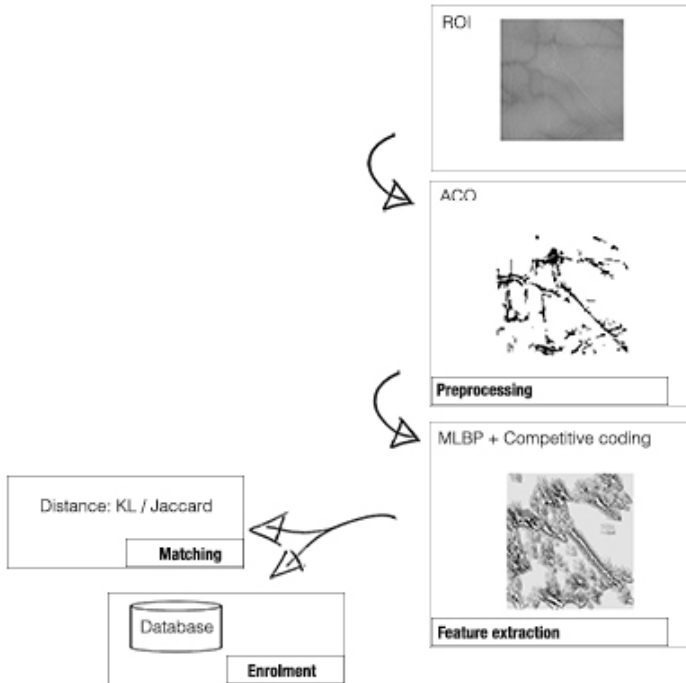 ROI
ACO
Preprocessing
MLBP + Competitive coding
Feature extraction
Distance: KL / Jaccard
Matching
Database
Enrolment